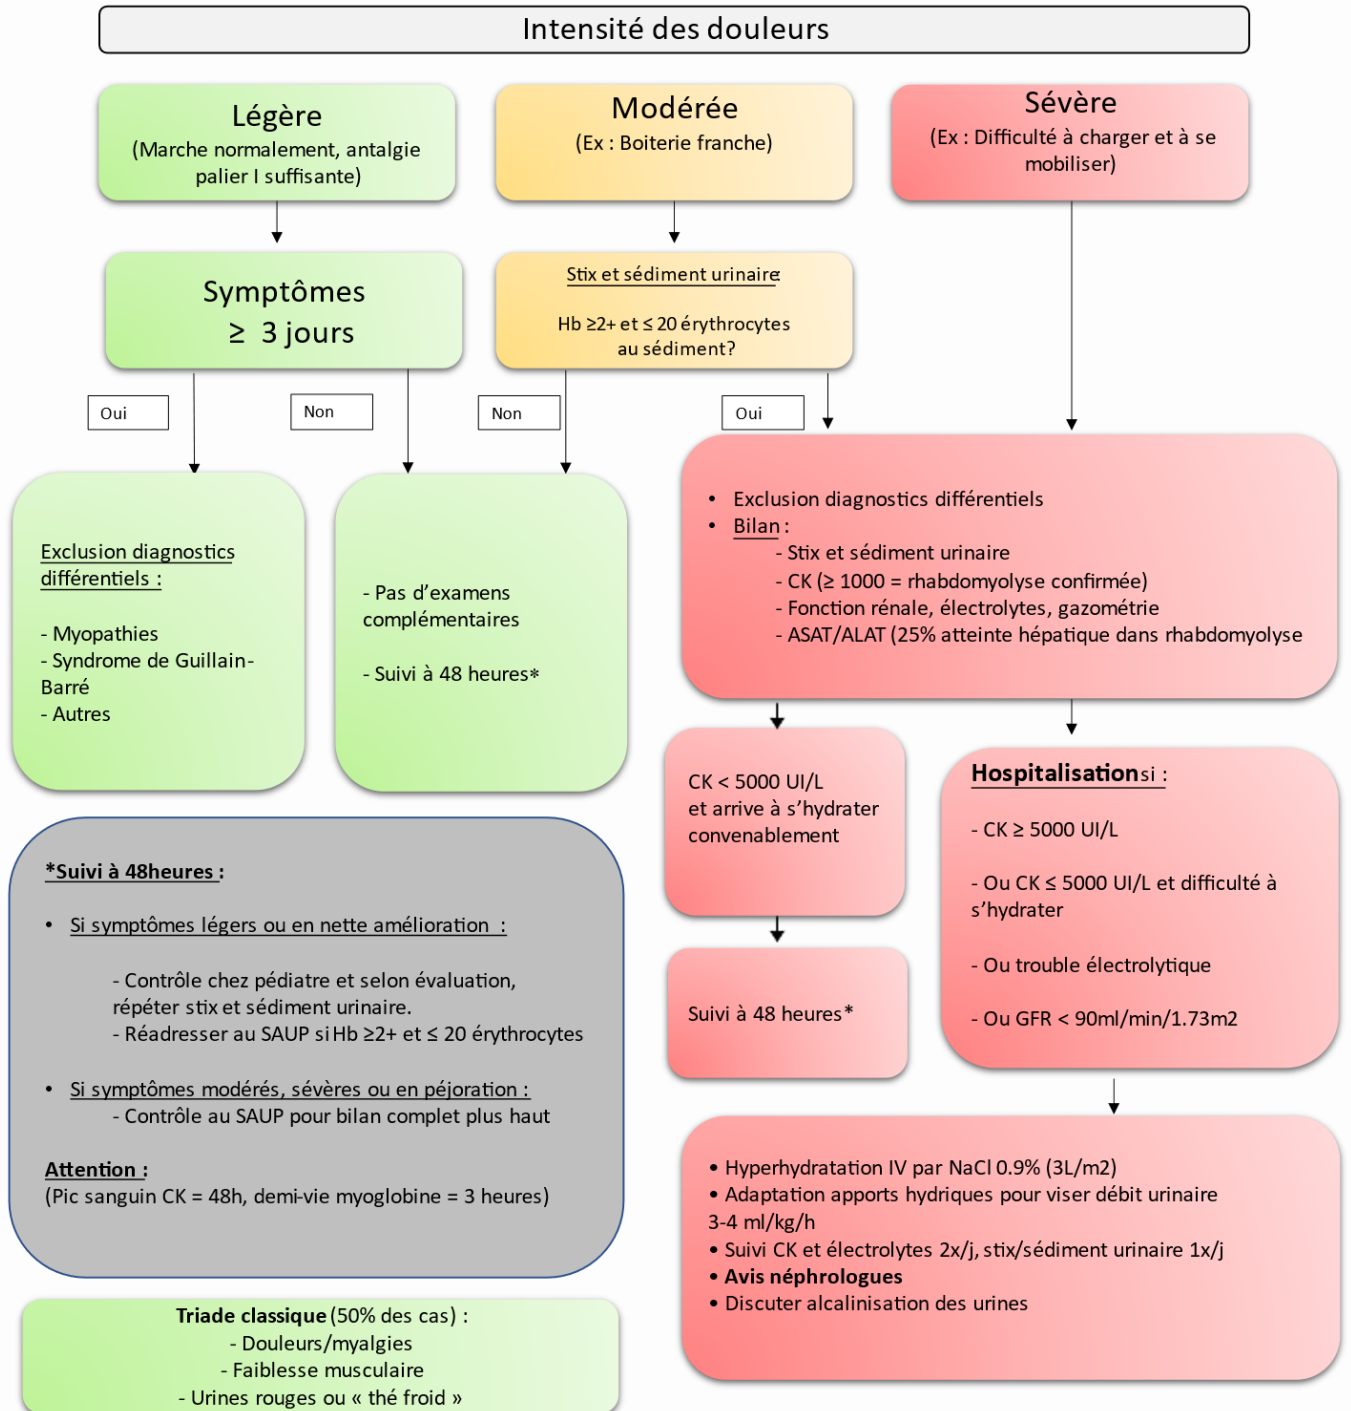 Intensité des douleurs
Légère
(Marche normalement, antalgie
palier I suffisante)
Modérée
(Ex : Boiterie franche)
Sévère
(Ex : Difficulté à charger et à se
mobiliser)
Symptômes
≥ 3 jours
Stix et sédiment urinaire:
Hb ≥2+ et ≤ 20 érythrocytes
au sédiment?
Oui
Non
Non
Oui
Exclusion diagnostics
différentiels :
- Myopathies
- Syndrome de Guillain-
Barré
- Autres
- Pas d'examens
complémentaires
- Suivi à 48 heures*
• Exclusion diagnostics différentiels
• Bilan :
- Stix et sédiment urinaire
- CK (≥ 1000 = rhabdomyolyse confirmée)
- Fonction rénale, électrolytes, gazométrie
- ASAT/ALAT (25% atteinte hépatique dans rhabdomyolyse
CK < 5000 UI/L
et arrive à s'hydrater
convenablement
Suivi à 48 heures*
Hospitalisation si :
- CK ≥ 5000 UI/L
- Ou CK ≤ 5000 UI/L et difficulté à
s'hydrater
- Ou trouble électrolytique
- Ou GFR < 90ml/min/1.73m2
*Suivi à 48heures :
• Si symptômes légers ou en nette amélioration :
- Contrôle chez pédiatre et selon évaluation,
répéter stix et sédiment urinaire.
- Réadresser au SAUP si Hb ≥2+ et ≤ 20 érythrocytes
• Si symptômes modérés, sévères ou en péjoration :
- Contrôle au SAUP pour bilan complet plus haut
Attention :
(Pic sanguin CK = 48h, demi-vie myoglobine = 3 heures)
• Hyperhydratation IV par NaCl 0.9% (3L/m2)
• Adaptation apports hydriques pour viser débit urinaire
3-4 ml/kg/h
• Suivi CK et électrolytes 2x/j, stix/sédiment urinaire 1x/j
• Avis néphrologues
• Discuter alcalinisation des urines
Triade classique (50% des cas) :
- Douleurs/myalgies
- Faiblesse musculaire
- Urines rouges ou « thé froid »